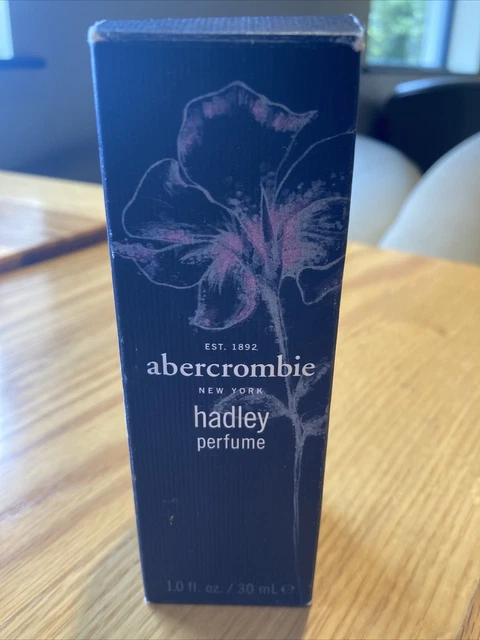 EST. 1892
abercrombie
NEW YORK
hadley
perfume
1.0 fl. oz. / 30 mL ℮